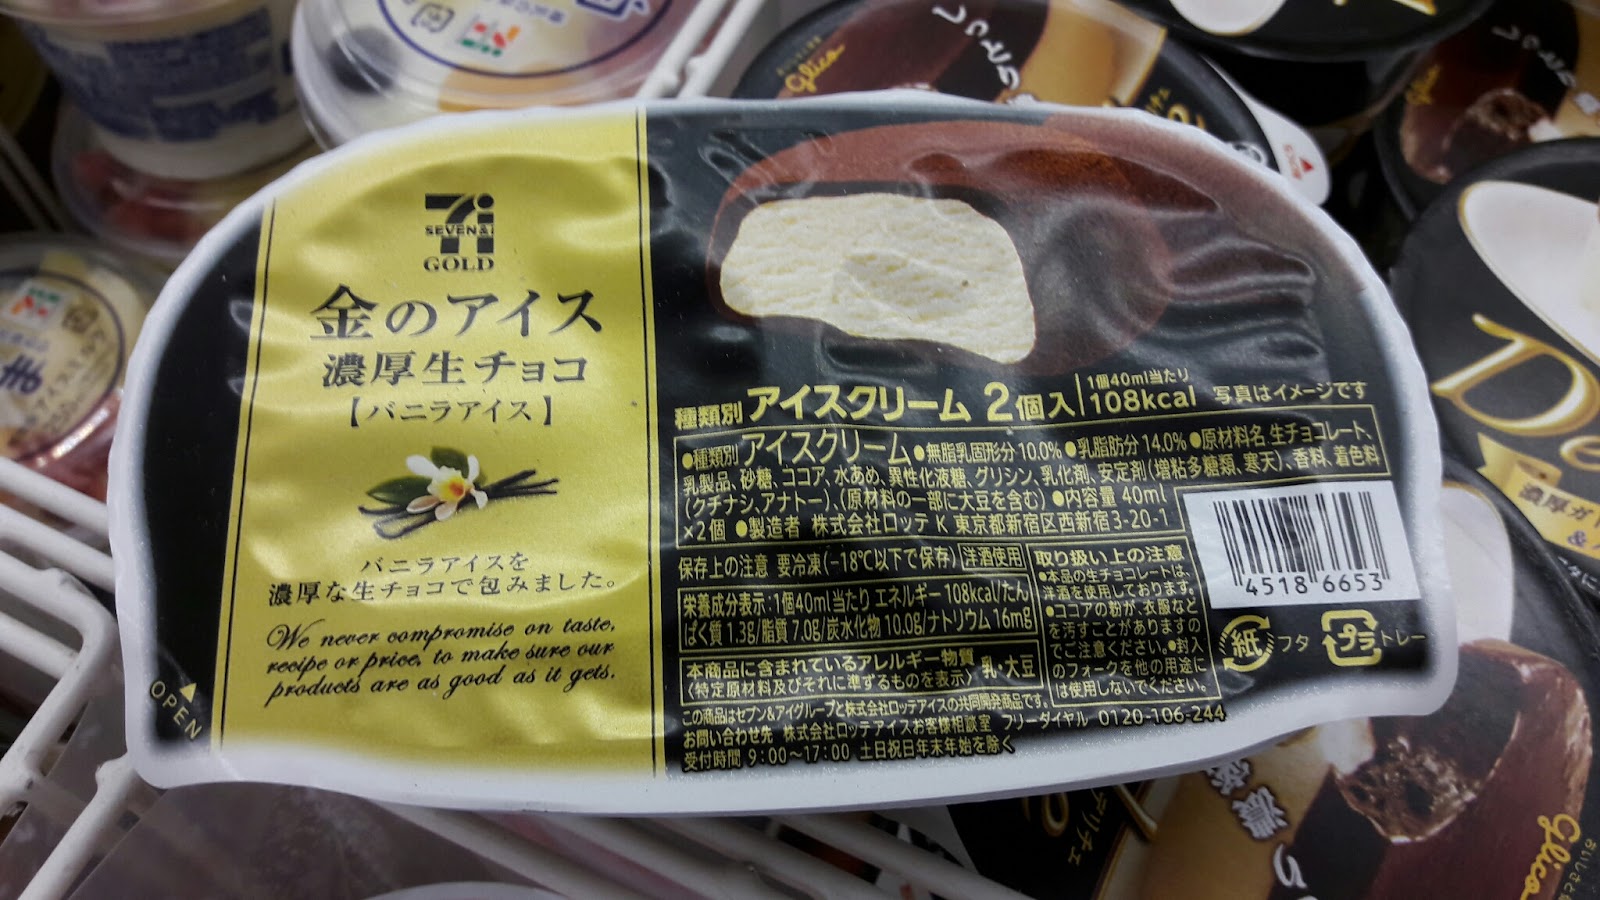 7i
SEVEN&i
GOLD
金のアイス
濃厚生チョコ
【バニラアイス】
バニラアイスを
濃厚な生チョコで包みました。
We never compromise on taste,
recipe or price, to make sure our
products are as good as it gets.
OPEN
種類別 アイスクリーム 2個入 1個40ml当たり 108kcal 写真はイメージです
●種類別 アイスクリーム ●無脂乳固形分 10.0% ●乳脂肪分 14.0% ●原材料名 生チョコレート、
乳製品、砂糖、ココア、水あめ、異性化液糖、グリシン、乳化剤、安定剤(増粘多糖類、寒天)、香料、着色料
(クチナシ、アナトー)、(原材料の一部に大豆を含む) ●内容量 40ml
×2個 ●製造者 株式会社ロッテ K 東京都新宿区西新宿3-20-1
保存上の注意 要冷凍(-18℃以下で保存) 洋酒使用
栄養成分表示:1個40ml当たり エネルギー 108kcal/たん
ぱく質 1.3g/脂質 7.0g/炭水化物 10.0g/ナトリウム 16mg
本商品に含まれているアレルギー物質 乳・大豆
〈特定原材料及びそれに準ずるものを表示〉
取り扱い上の注意
●本品の生チョコレートは、
洋酒を使用しております。
●ココアの粉が、衣服など
を汚すことがありますの
でご注意ください。●封入
のフォークを他の用途に
は使用しないでください。
この商品はセブン&アイグループと株式会社ロッテアイスの共同開発商品です。
お問い合わせ先 株式会社ロッテアイスお客様相談室 フリーダイヤル 0120-106-244
受付時間 9:00〜17:00 土日祝日年末年始を除く
4518 6653
紙 フタ プラ トレー
Glico
しっとり
Glico
De
濃厚
Glico